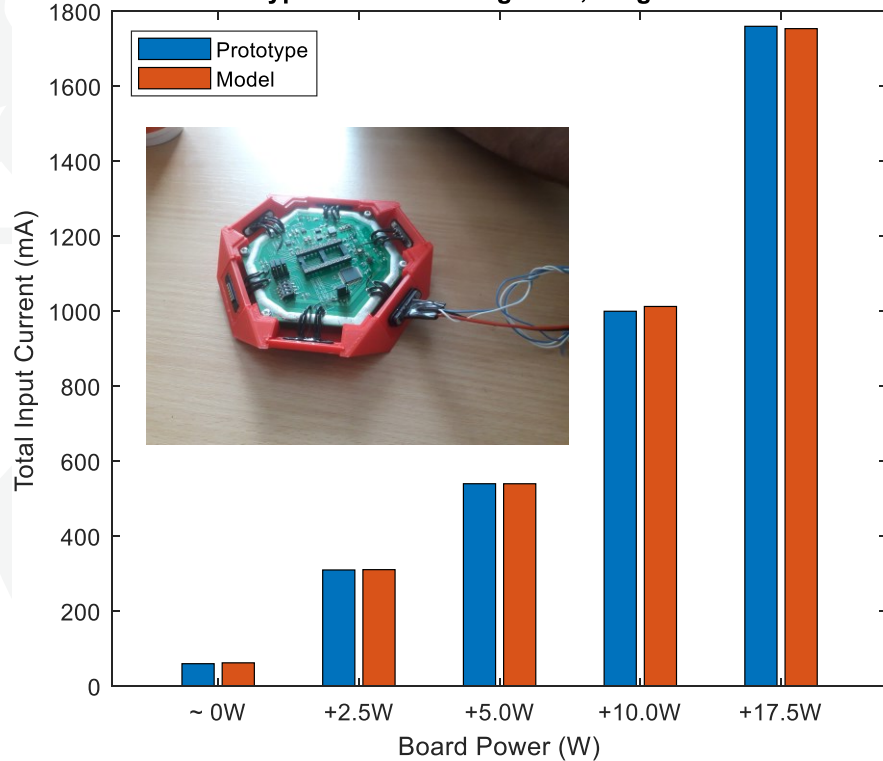 Prototype
Model
Total Input Current (mA)
1800
1600
1400
1200
1000
800
600
400
200
0
~ 0W
+2.5W
+5.0W
+10.0W
+17.5W
Board Power (W)